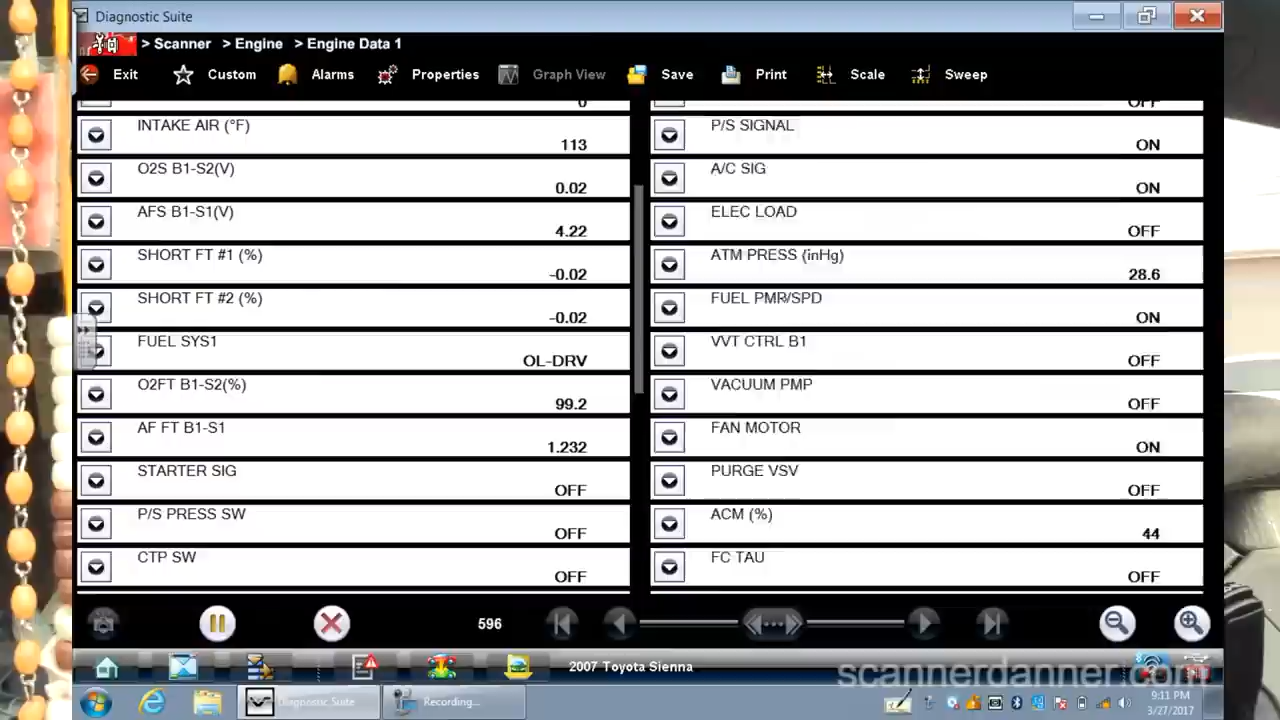 Diagnostic Suite
> Scanner > Engine > Engine Data 1
Exit Custom Alarms Properties Graph View Save Print Scale Sweep
0
OFF
INTAKE AIR (°F)
113
P/S SIGNAL
ON
O2S B1-S2(V)
0.02
A/C SIG
ON
AFS B1-S1(V)
4.22
ELEC LOAD
OFF
SHORT FT #1 (%)
-0.02
ATM PRESS (inHg)
28.6
SHORT FT #2 (%)
-0.02
FUEL PMP/SPD
ON
FUEL SYS1
OL-DRV
VVT CTRL B1
OFF
O2FT B1-S2(%)
99.2
VACUUM PMP
OFF
AF FT B1-S1
1.232
FAN MOTOR
ON
STARTER SIG
OFF
PURGE VSV
OFF
P/S PRESS SW
OFF
ACM (%)
44
CTP SW
OFF
FC TAU
OFF
596
2007 Toyota Sienna
scannerdanner.com
Diagnostic Suite
Recording...
9:11 PM
3/27/2017